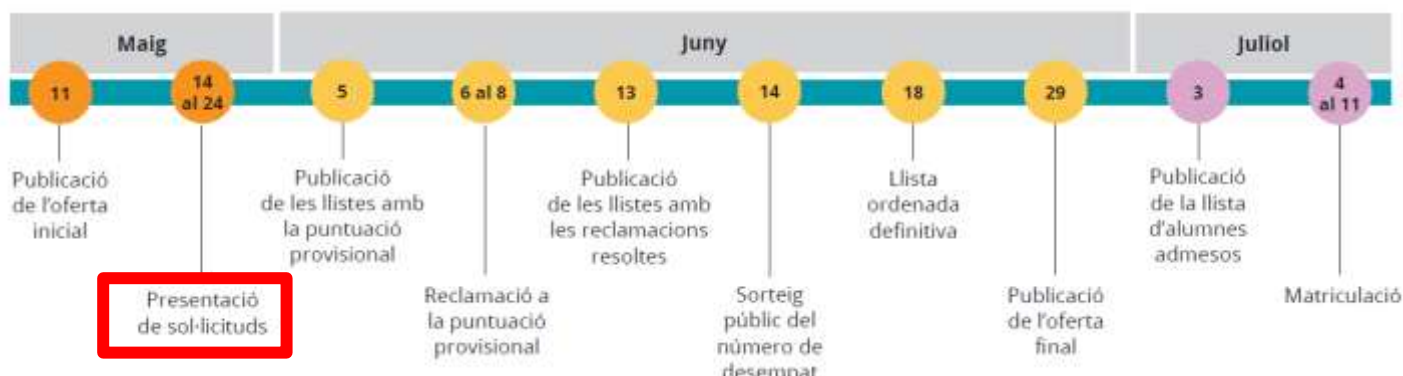 Maig
Juny
Juliol
11
14
al 24
5
6 al 8
13
14
18
29
3
4
al 11
Publicació
de l'oferta
inicial
Presentació
de sol·licituds
Publicació
de les llistes amb
la puntuació
provisional
Reclamació a
la puntuació
provisional
Publicació
de les llistes amb
les reclamacions
resoltes
Sorteig
públic del
número de
desempat
Llista
ordenada
definitiva
Publicació
de l'oferta
final
Publicació
de la llista
d'alumnes
admesos
Matriculació